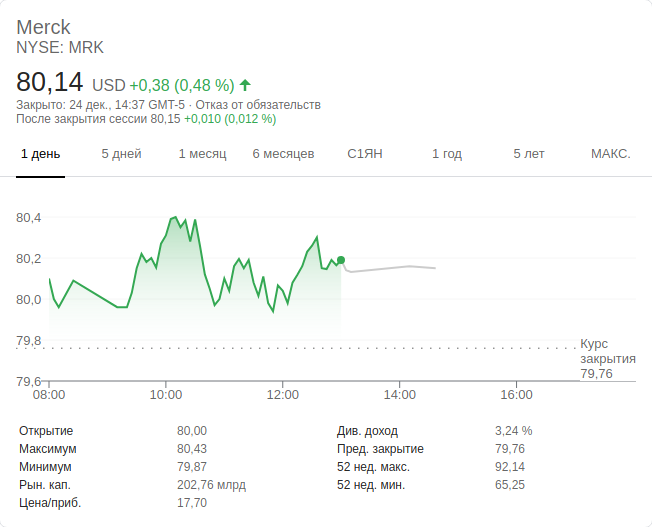 Merck
NYSE: MRK
80,14 USD +0,38 (0,48 %)
Закрыто: 24 дек., 14:37 GMT-5 · Отказ от обязательств
После закрытия сессии 80,15 +0,010 (0,012 %)
1 день 5 дней 1 месяц 6 месяцев С1ЯН 1 год 5 лет МАКС.
80,4
80,2
80,0
79,8
Курс
закрытия
79,76
79,6
08:00 10:00 12:00 14:00 16:00
Открытие 80,00 Див. доход 3,24 %
Максимум 80,43 Пред. закрытие 79,76
Минимум 79,87 52 нед. макс. 92,14
Рын. кап. 202,76 млрд 52 нед. мин. 65,25
Цена/приб. 17,70